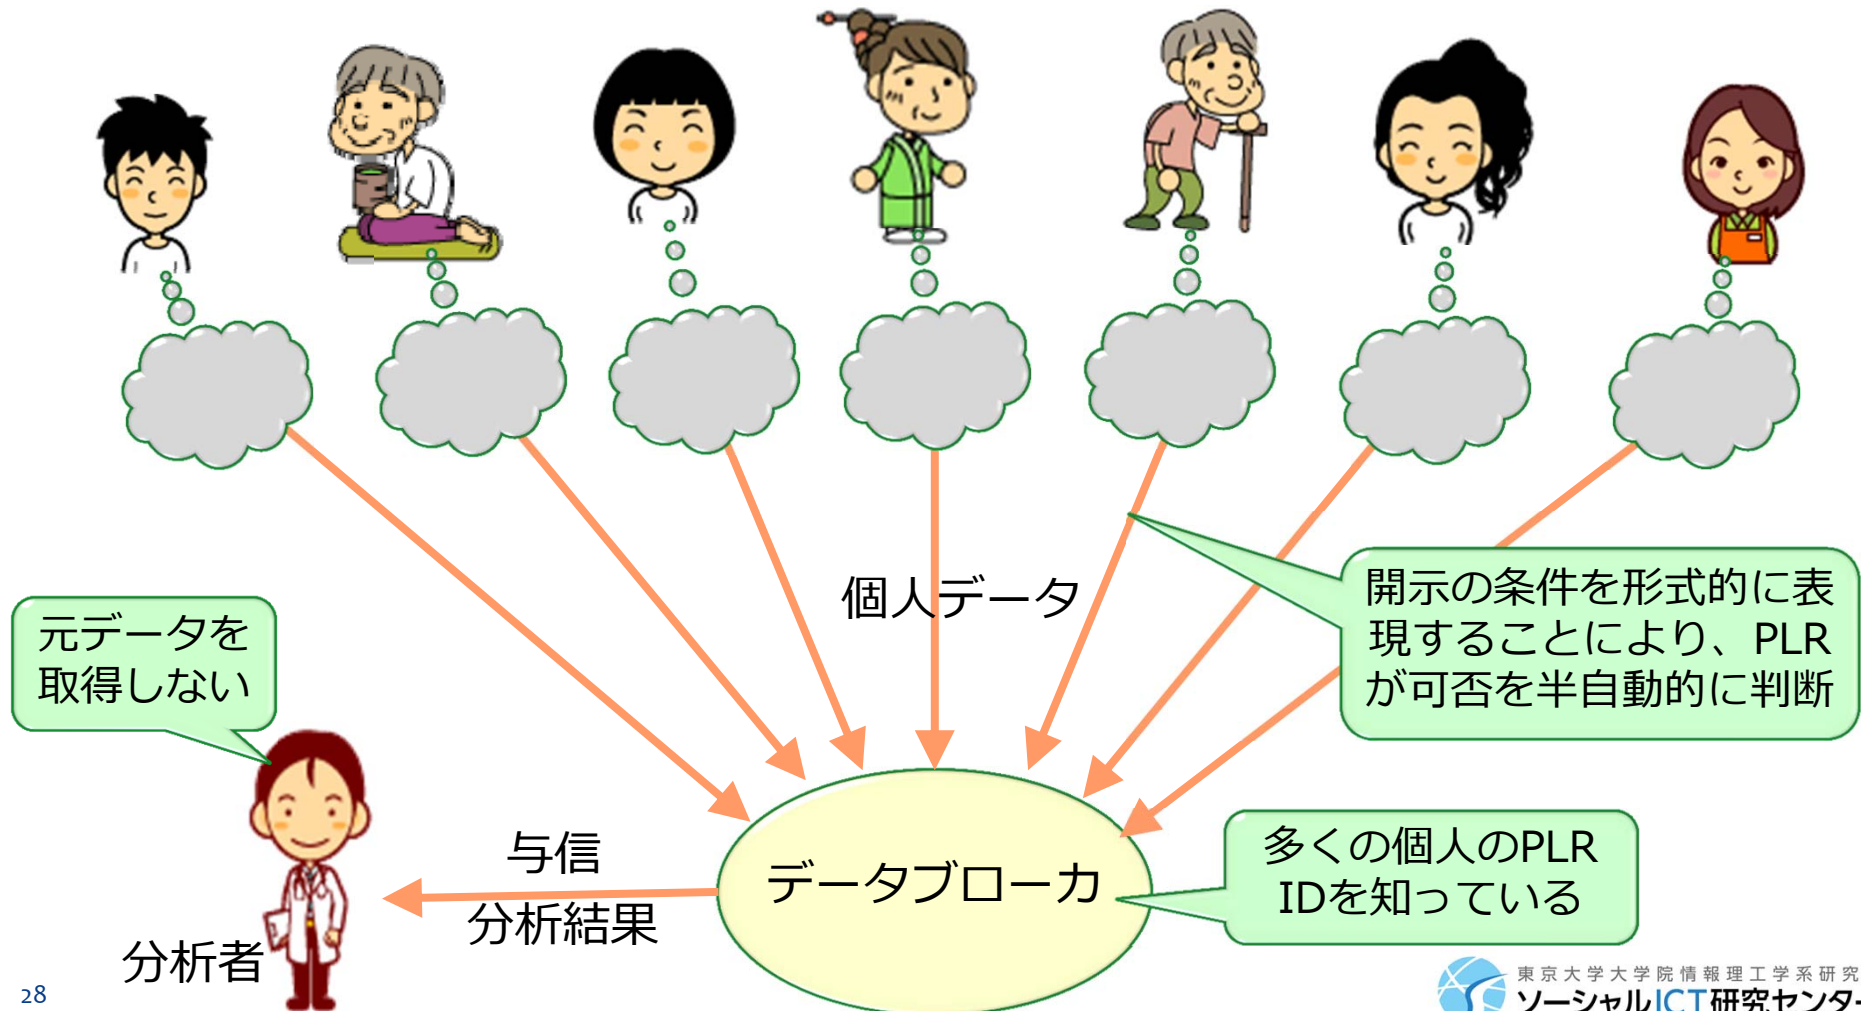 個人データ
開示の条件を形式的に表
現することにより、PLR
が可否を半自動的に判断
元データを
取得しない
与信
分析結果
データブローカ
多くの個人のPLR
IDを知っている
分析者
28
東京大学大学院情報理工学系研究
ソーシャルICT研究センター